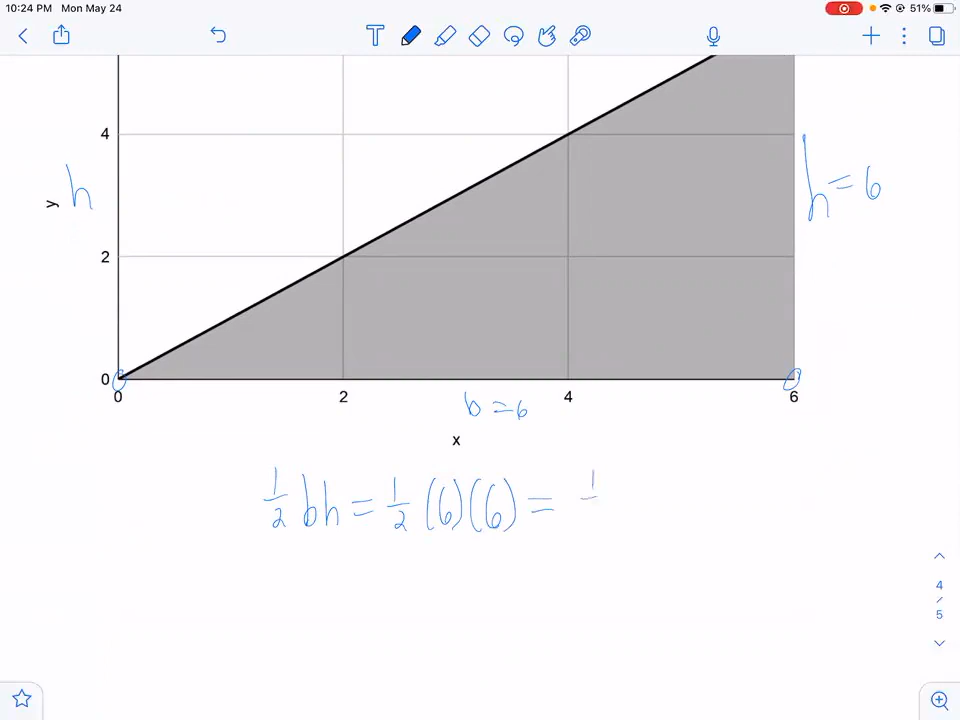 10:24 PM Mon May 24 51%
T
4
h
y
h = 6
2
0
0 2 4 6
b = 6
x
1/2 bh = 1/2 (6)(6) = 1/
4
/
5